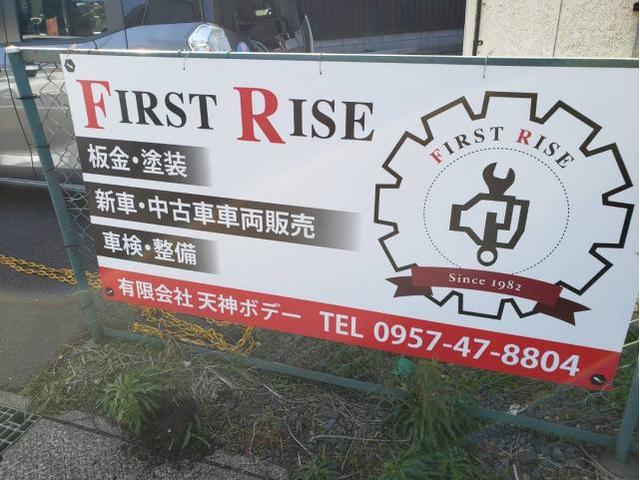 FIRST RISE
板金・塗装
新車・中古車車両販売
車検・整備
有限会社 天神ボデー TEL 0957-47-8804
FIRST RISE
Since 1982